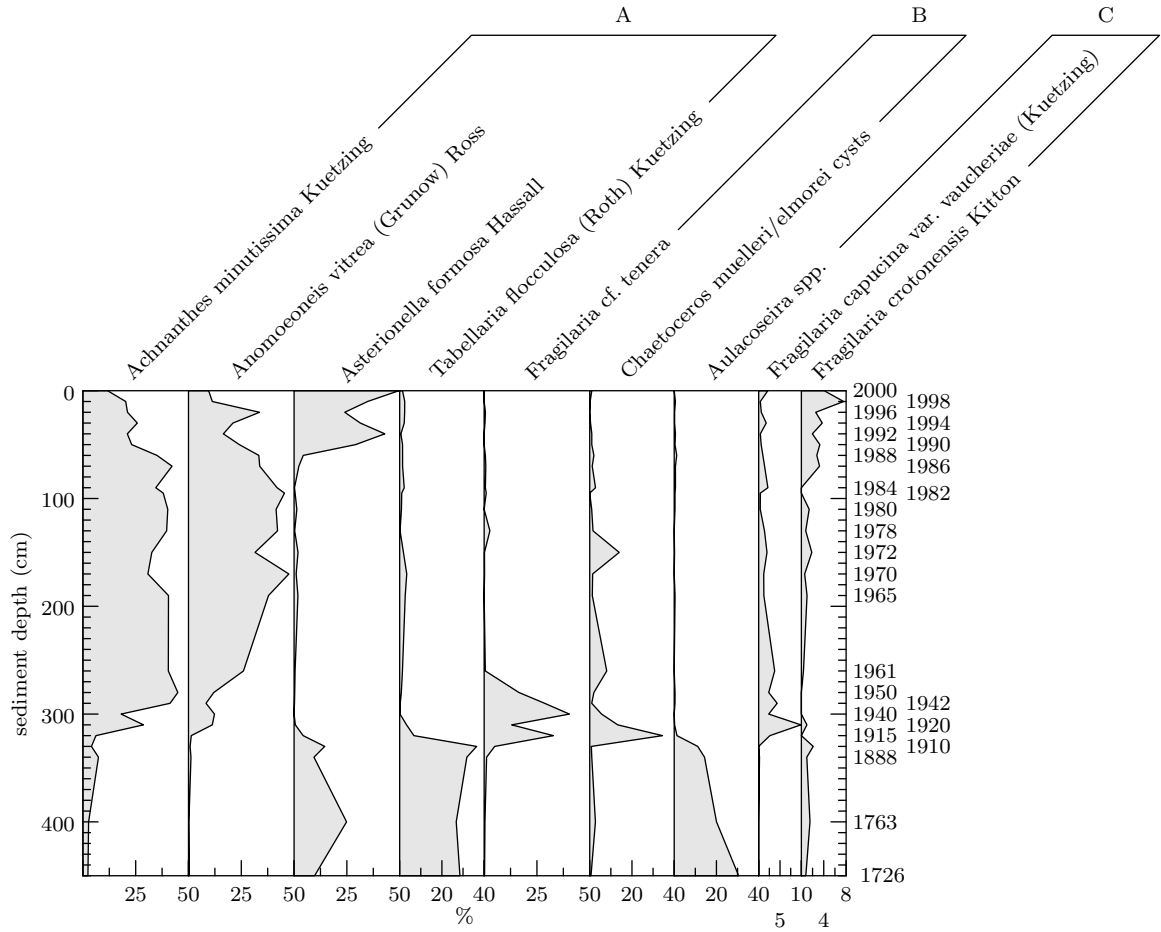 A
B
C
Achnanthes minutissima Kuetzing
Anomoeoneis vitrea (Grunow) Ross
Asterionella formosa Hassall
Tabellaria flocculosa (Roth) Kuetzing
Fragilaria cf. tenera
Chaetoceros muelleri/elmorei cysts
Aulacoseira spp.
Fragilaria capucina var. vaucheriae (Kuetzing)
Fragilaria crotonensis Kitton
sediment depth (cm)
0
100
200
300
400
2000
1998
1996
1994
1992
1990
1988
1986
1984
1982
1980
1978
1972
1970
1965
1961
1950
1942
1940
1920
1915
1910
1888
1763
1726
25 50 25 50 25 50 20 40 25 50 20 40 20 40 10 8
% 5 4